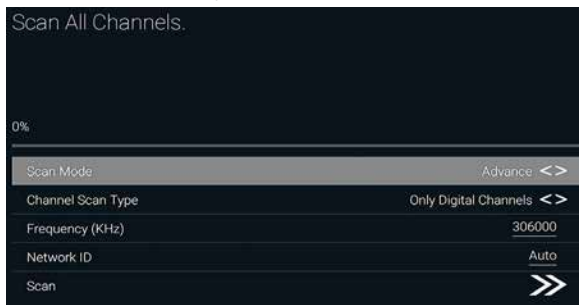 Scan All Channels.
0%
Scan Mode Advance <>
Channel Scan Type Only Digital Channels <>
Frequency (KHz) 306000
Network ID Auto
Scan